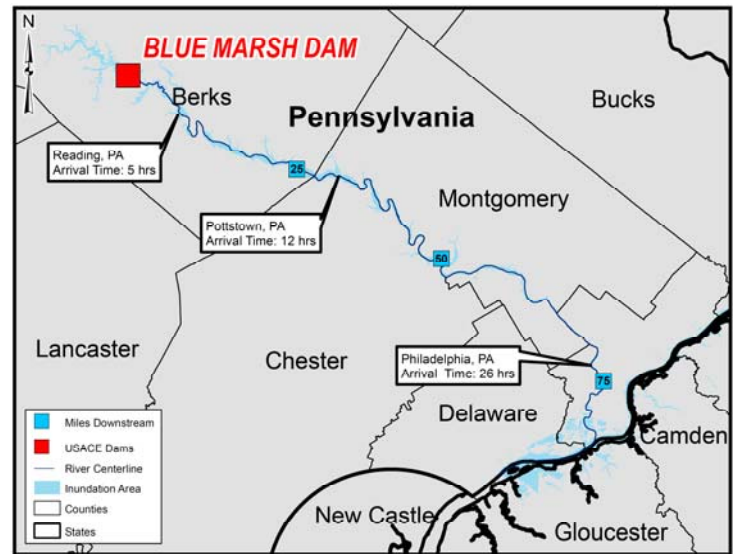 N
BLUE MARSH DAM
Berks
Bucks
Pennsylvania
Reading, PA
Arrival Time: 5 hrs
25
Pottstown, PA
Arrival Time: 12 hrs
Montgomery
50
Lancaster
Chester
Philadelphia, PA
Arrival Time: 26 hrs
75
Delaware
Camden
New Castle
Gloucester
Miles Downstream
USACE Dams
River Centerline
Inundation Area
Counties
States